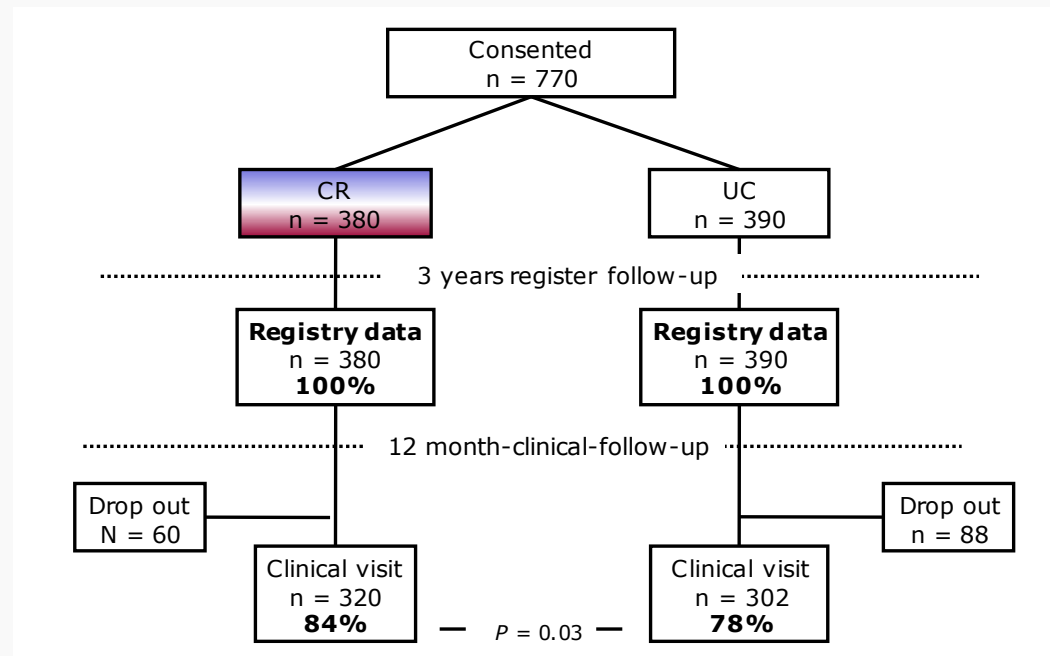 Consented
n = 770
CR
n = 380
UC
n = 390
3 years register follow-up
Registry data
n = 380
100%
Registry data
n = 390
100%
12 month-clinical-follow-up
Drop out
N = 60
Drop out
n = 88
Clinical visit
n = 320
84%
Clinical visit
n = 302
78%
P = 0.03